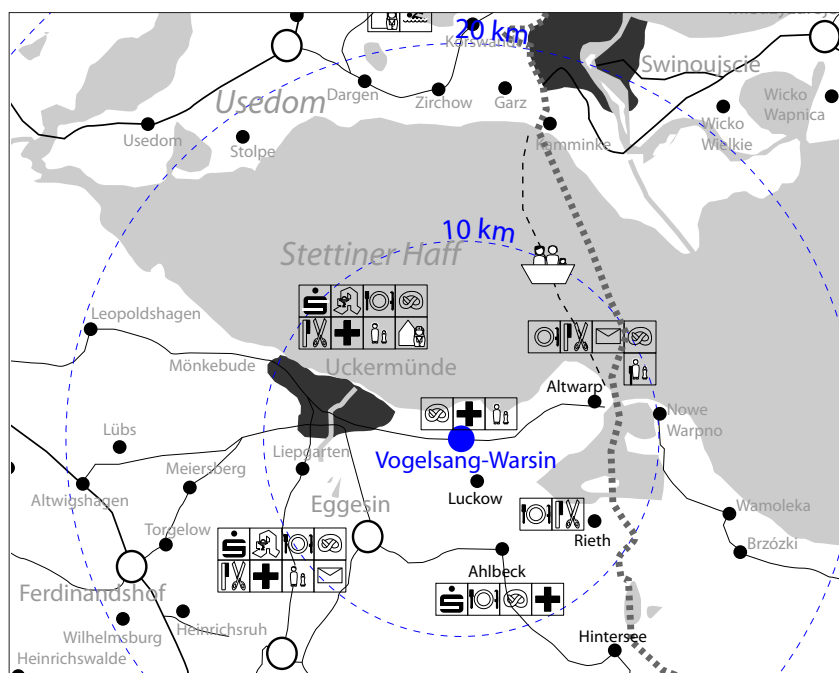 20 km
Korswandt
Swinoujscie
Usedom
Dargen
Zirchow
Garz
Wicko
Wapnica
Usedom
Stolpe
Kamminke
Wicko
Wielkie
10 km
Stettiner Haff
Leopoldshagen
Mönkebude
Uckermünde
Altwarp
Nowe
Warpno
Lübs
Vogelsang-Warsin
Liepgarten
Meiersberg
Altwigshagen
Luckow
Eggesin
Wamoleka
Torgelow
Rieth
Brzózki
Ahlbeck
Ferdinandshof
Heinrichsruh
Wilhelmsburg
Hintersee
Heinrichswalde